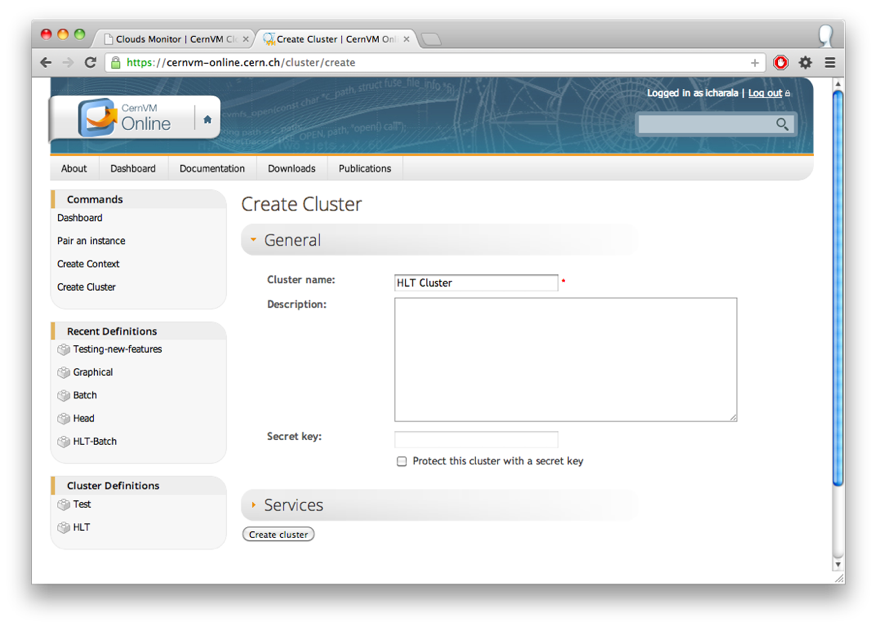 Clouds Monitor | CernVM Cl
Create Cluster | CernVM Onl
https://cernvm-online.cern.ch/cluster/create
Logged in as icharala | Log out
CernVM
Online
About Dashboard Documentation Downloads Publications
Commands
Dashboard
Pair an instance
Create Context
Create Cluster
Recent Definitions
Testing-new-features
Graphical
Batch
Head
HLT-Batch
Cluster Definitions
Test
HLT
Create Cluster
General
Cluster name: HLT Cluster *
Description:
Secret key:
Protect this cluster with a secret key
Services
Create cluster